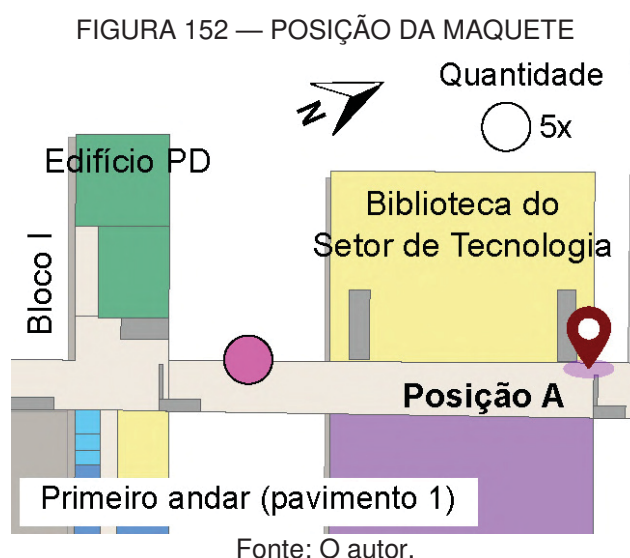 FIGURA 152 — POSIÇÃO DA MAQUETE
N
Quantidade
5x
Edifício PD
Biblioteca do
Setor de Tecnologia
Bloco I
Posição A
Primeiro andar (pavimento 1)
Fonte: O autor.